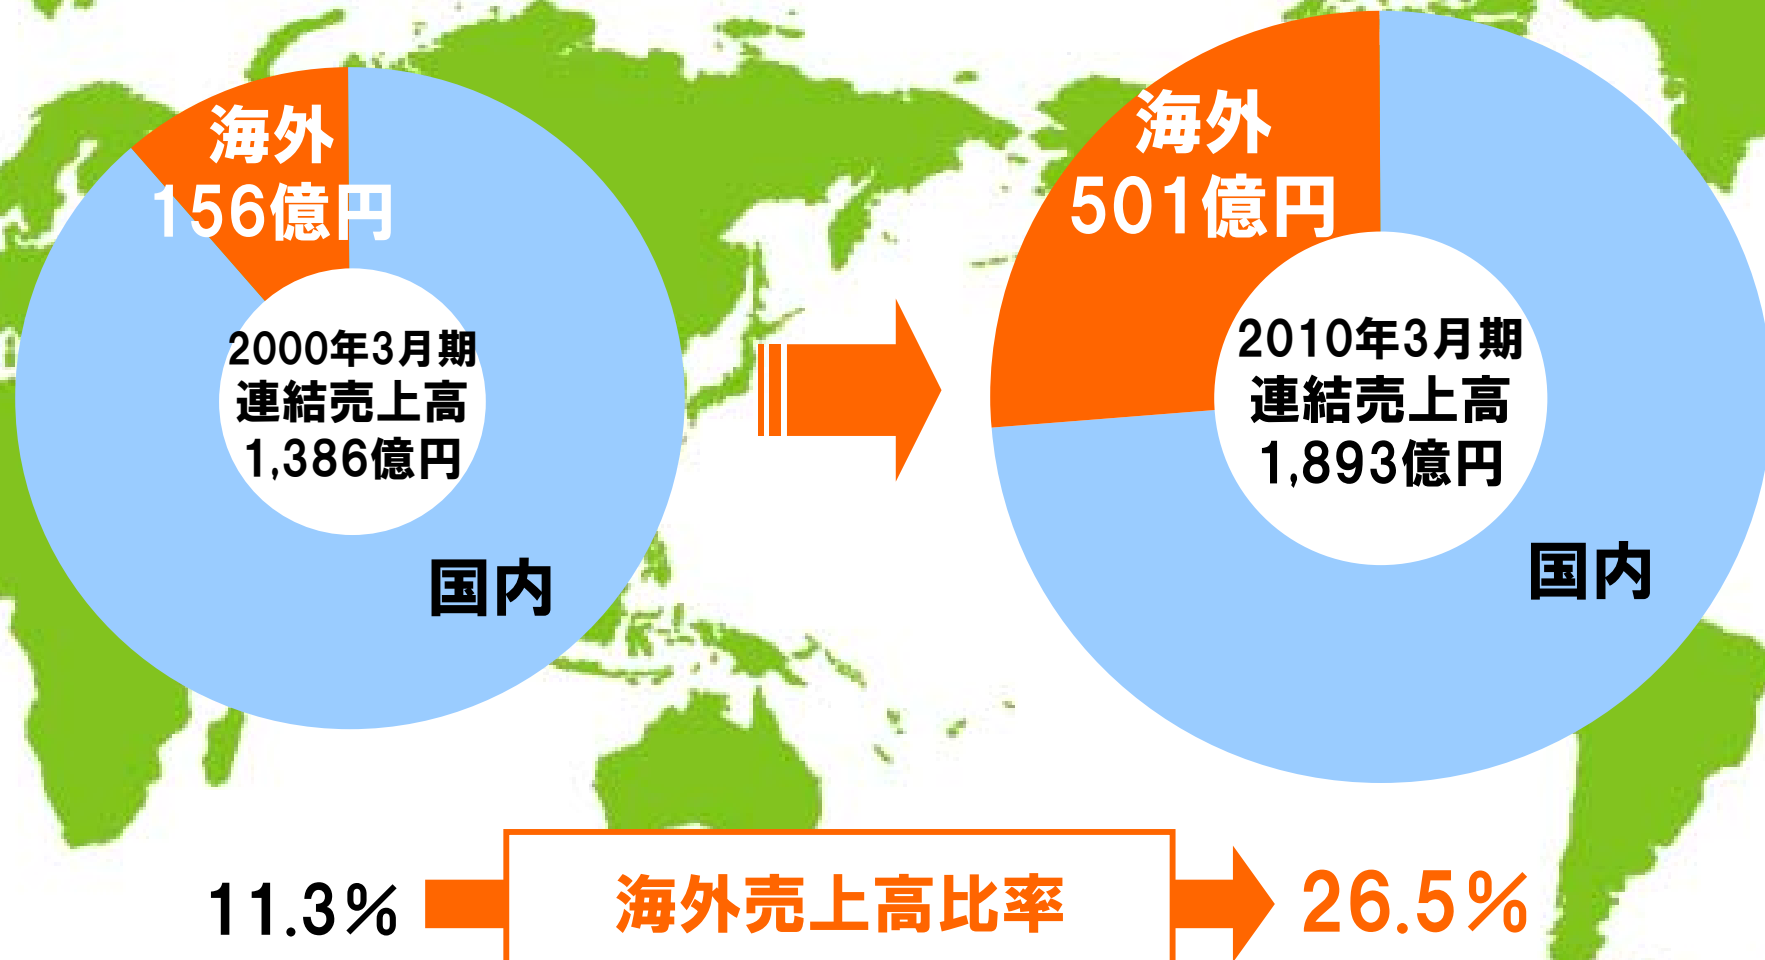 海外
156億円
2000年3月期
連結売上高
1,386億円
国内
海外
501億円
2010年3月期
連結売上高
1,893億円
国内
11.3%
海外売上高比率
26.5%